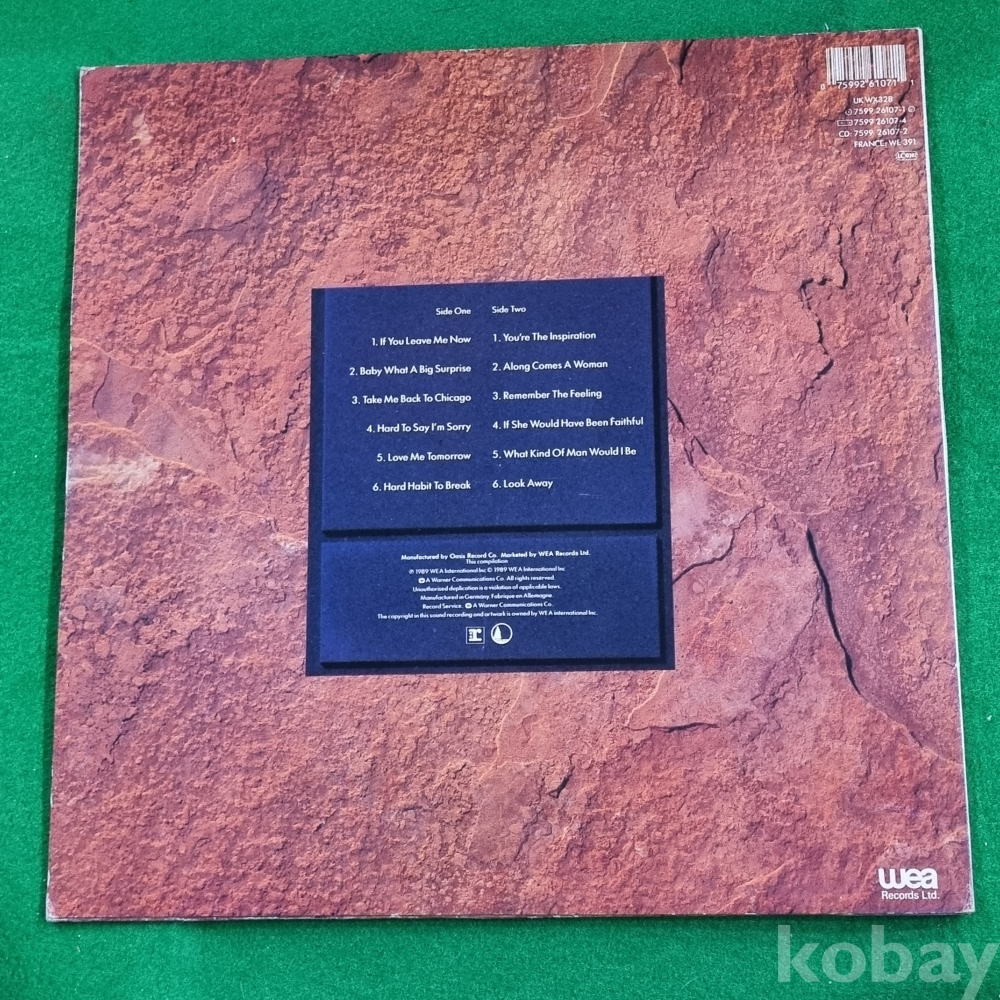 0 75992 61071 1
UK: WX328
7599 26107-1
7599 26107-4
CD: 7599 26107-2
FRANCE: WE 391
Side One
1. If You Leave Me Now
2. Baby What A Big Surprise
3. Take Me Back To Chicago
4. Hard To Say I'm Sorry
5. Love Me Tomorrow
6. Hard Habit To Break
Side Two
1. You're The Inspiration
2. Along Comes A Woman
3. Remember The Feeling
4. If She Would Have Been Faithful
5. What Kind Of Man Would I Be
6. Look Away
Manufactured by Oasis Record Co. Marketed by WEA Records Ltd.
This compilation
℗ 1989 WEA International Inc © 1989 WEA International Inc
A Warner Communications Co. All rights reserved.
Unauthorised duplication is a violation of applicable laws.
Manufactured in Germany. Fabriqué en Allemagne.
Record Service. A Warner Communications Co.
The copyright in this sound recording and artwork is owned by WEA international Inc.
wea
Records Ltd.
kobay